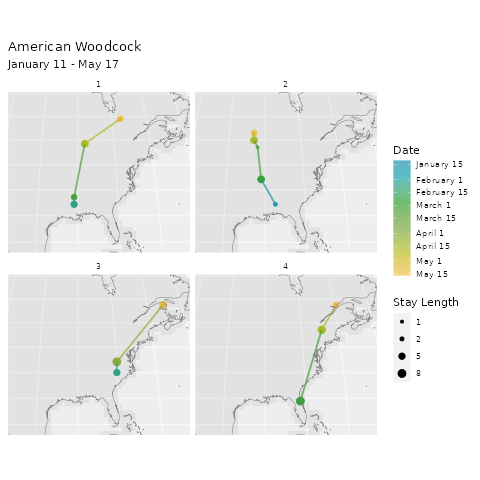 American Woodcock
January 11 - May 17
1
2
3
4
Date
January 15
February 1
February 15
March 1
March 15
April 1
April 15
May 1
May 15
Stay Length
1
2
5
8